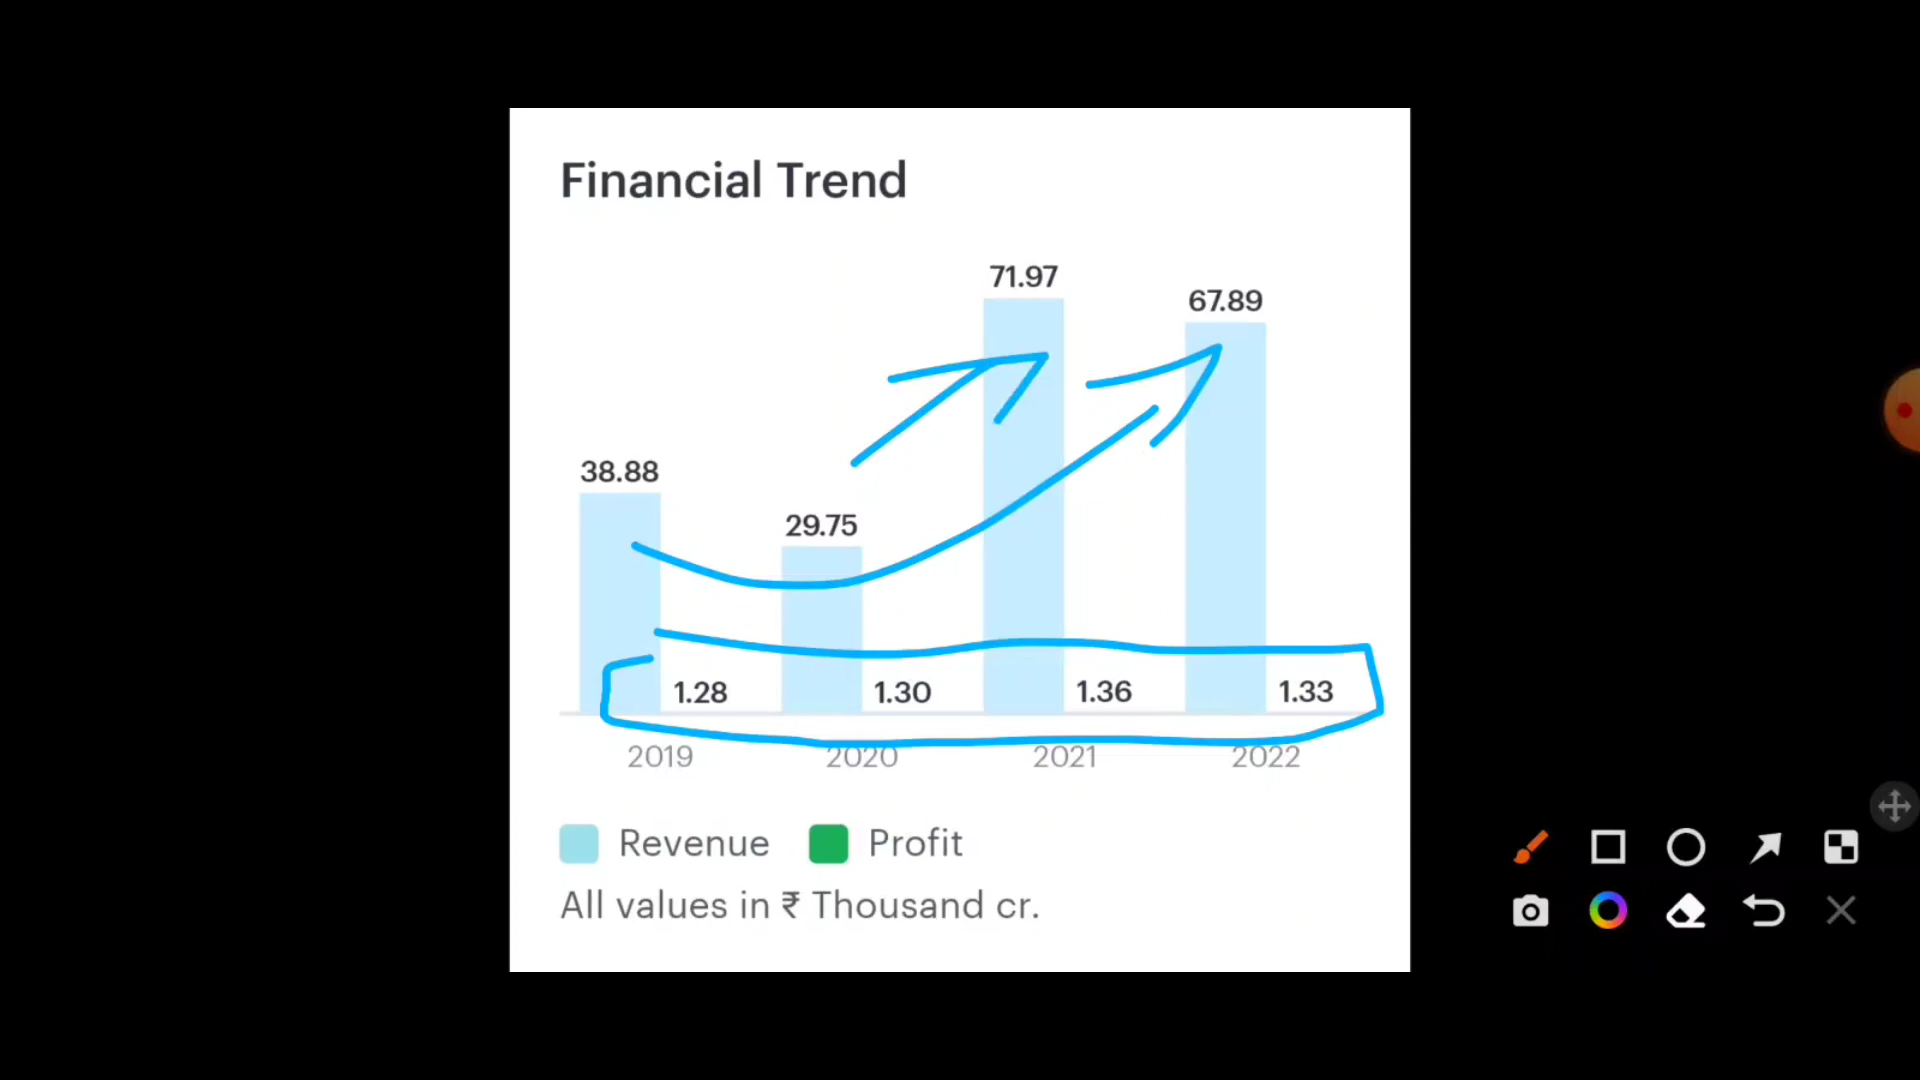 Financial Trend
71.97
67.89
38.88
29.75
1.28 1.30 1.36 1.33
2019 2020 2021 2022
Revenue Profit
All values in ₹ Thousand cr.